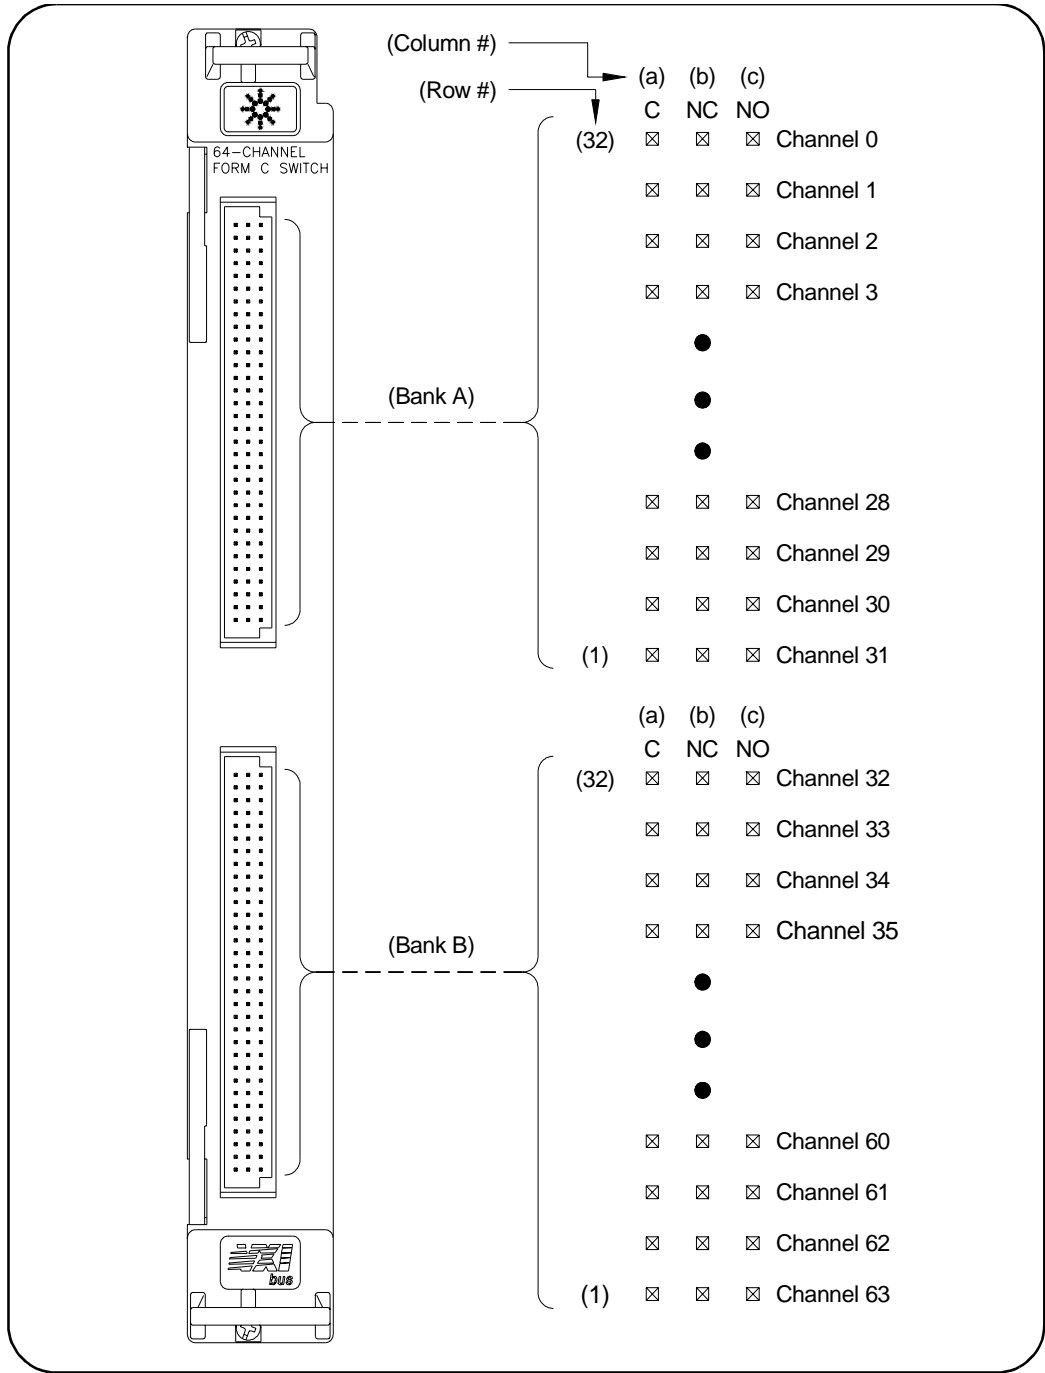 (Column #)
(Row #)
(a) (b) (c)
C NC NO
(32) Channel 0
Channel 1
Channel 2
Channel 3
(Bank A)
Channel 28
Channel 29
Channel 30
(1) Channel 31
64-CHANNEL
FORM C SWITCH
(a) (b) (c)
C NC NO
(32) Channel 32
Channel 33
Channel 34
Channel 35
(Bank B)
Channel 60
Channel 61
Channel 62
(1) Channel 63
VXI
bus